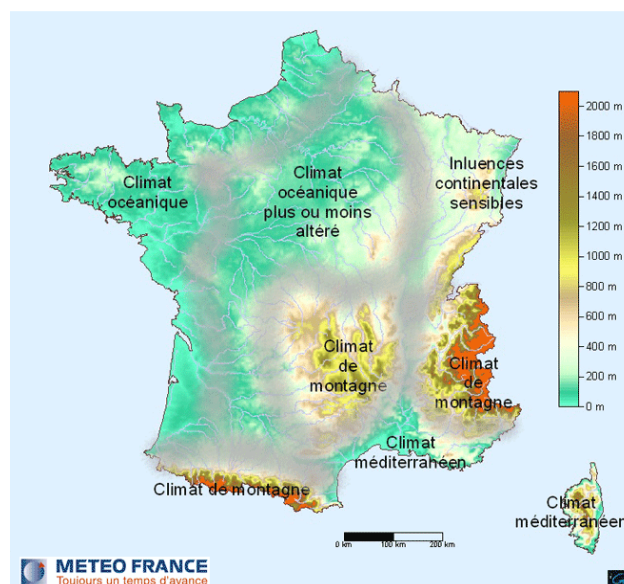 2000 m
1800 m
1600 m
1400 m
1200 m
1000 m
800 m
600 m
400 m
200 m
0 m
Climat
océanique
Climat
océanique
plus ou moins
altéré
Inluences
continentales
sensibles
Climat
de
montagne
Climat
de
montagne
Climat
méditerranéen
Climat de montagne
Climat
méditerranéen
0 km 100 km 200 km
METEO FRANCE
Toujours un temps d'avance